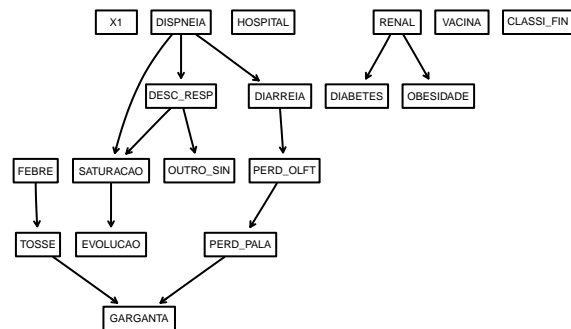 X1 DISPNEIA HOSPITAL RENAL VACINA CLASSI_FIN
DESC_RESP DIARREIA DIABETES OBESIDADE
FEBRE SATURACAO OUTRO_SIN PERD_OLFT
TOSSE EVOLUCAO PERD_PALA
GARGANTA